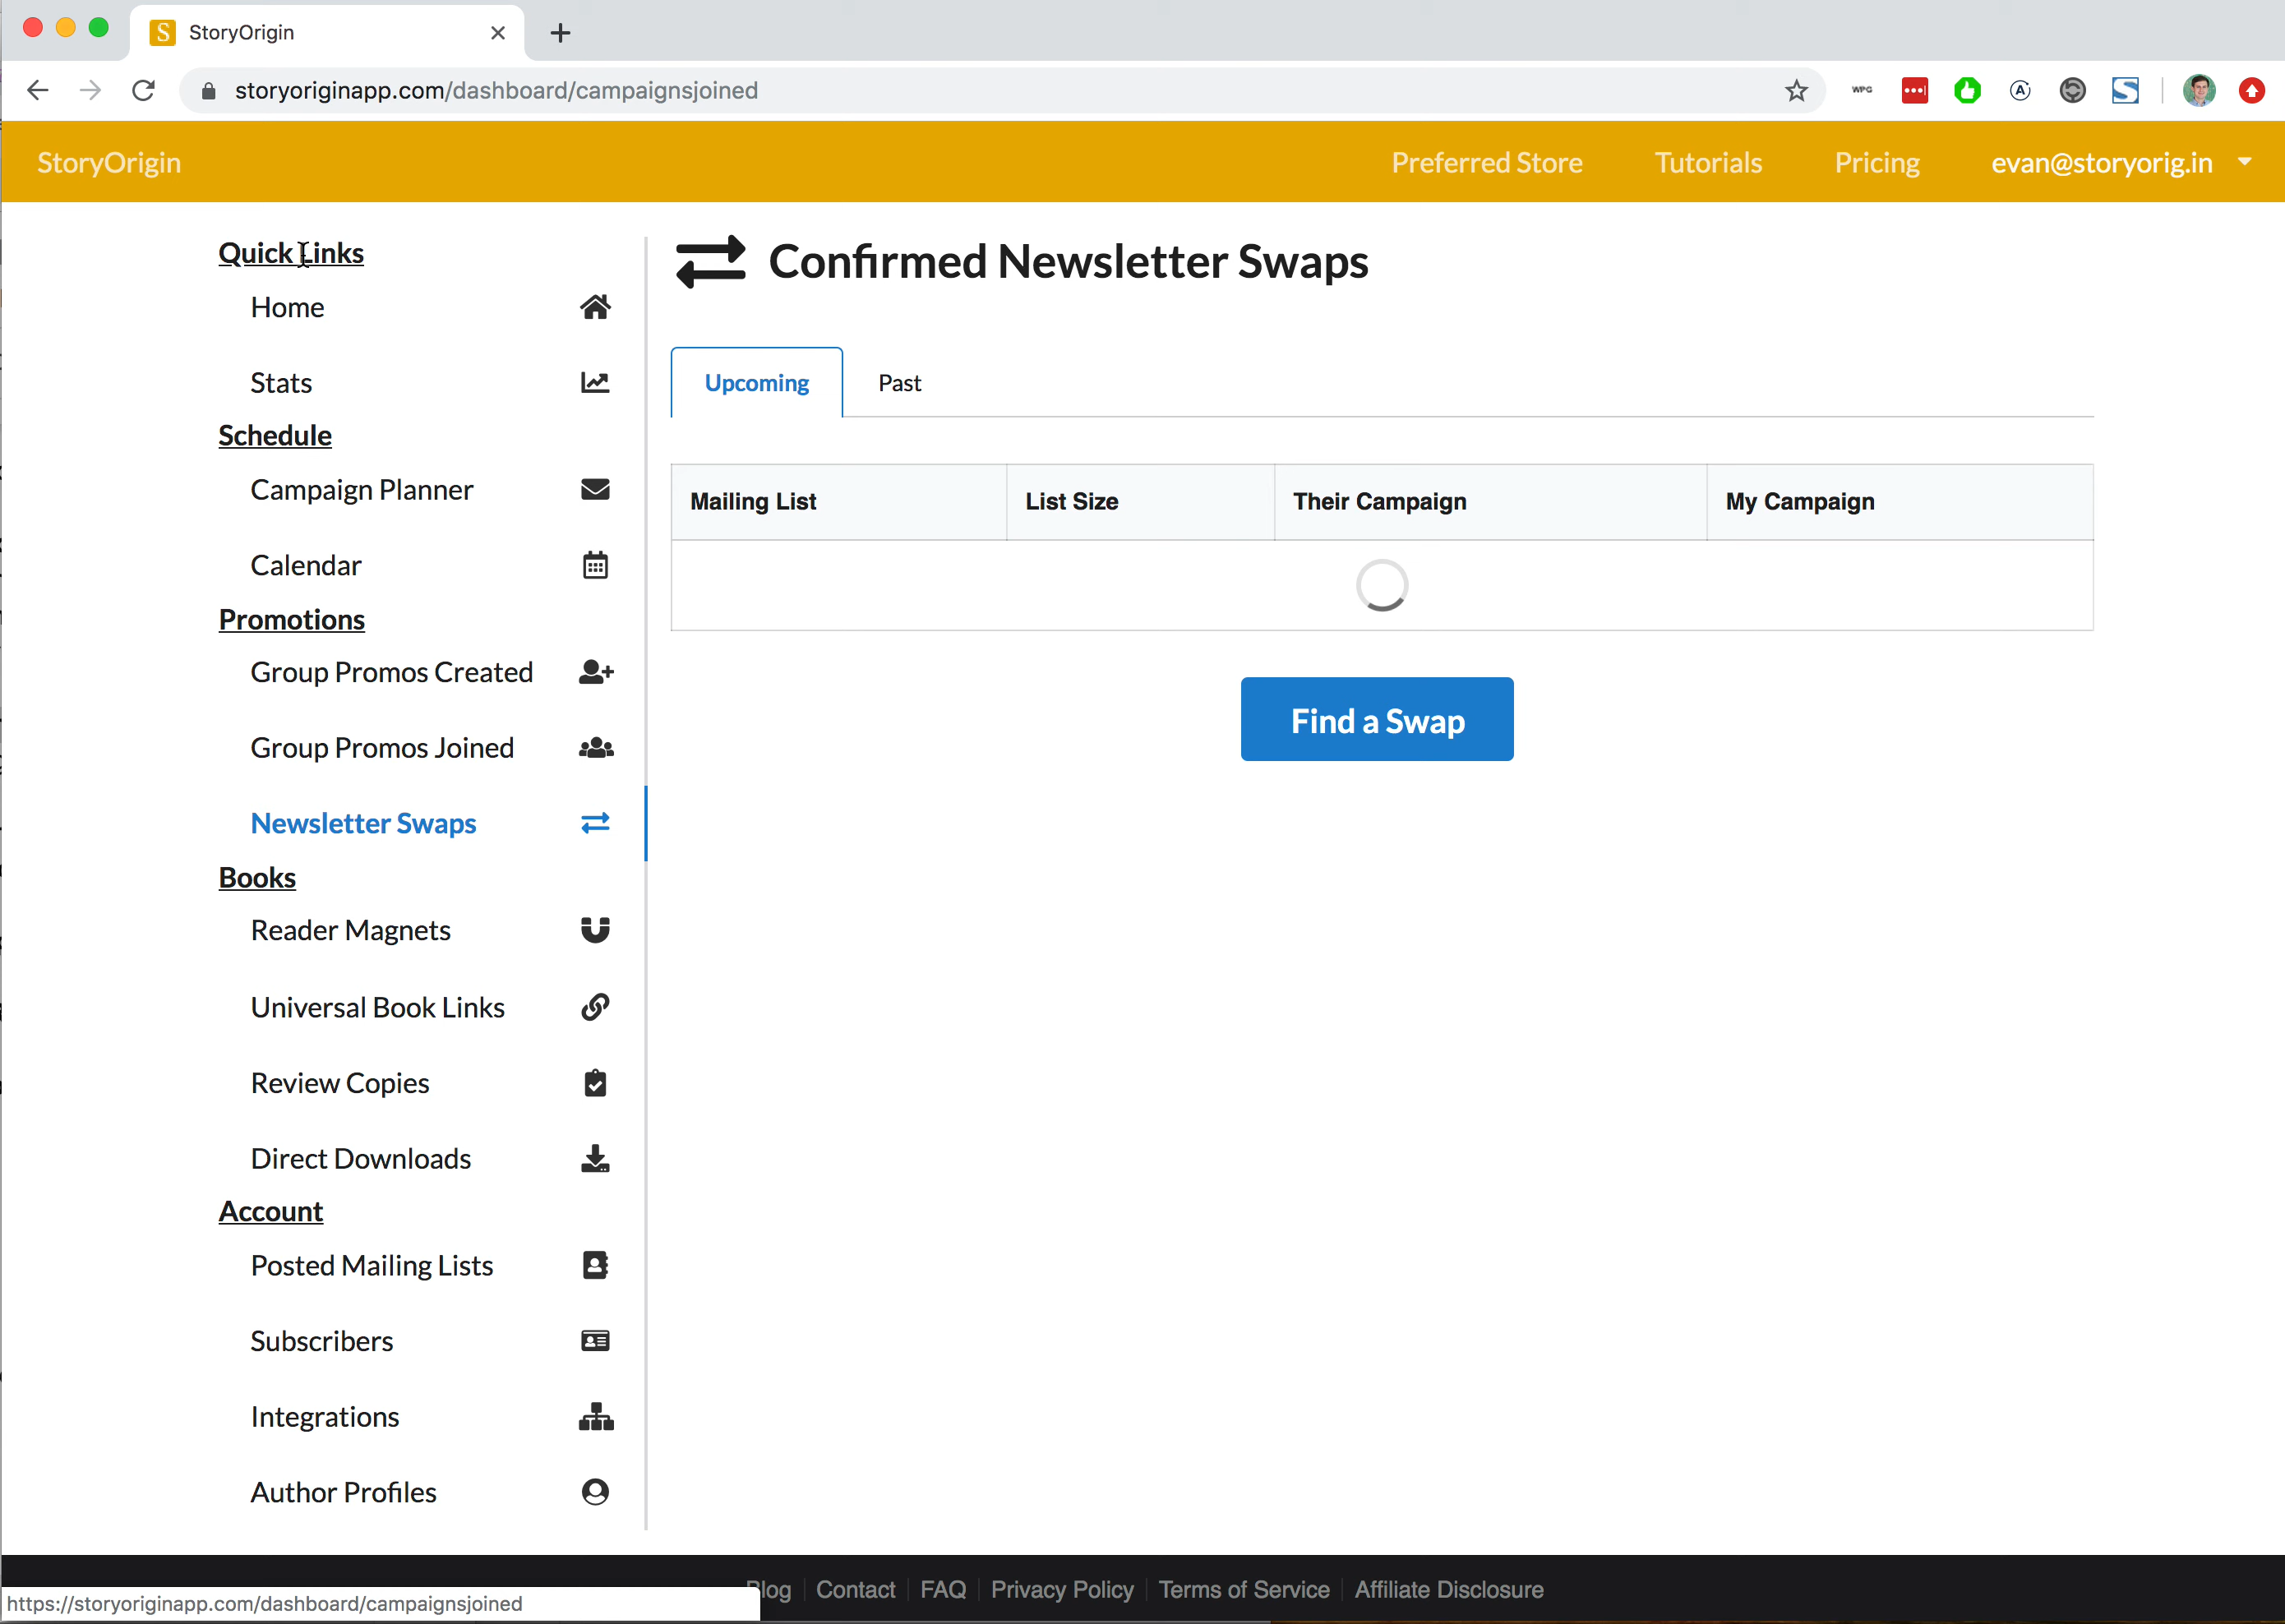 StoryOrigin
storyoriginapp.com/dashboard/campaignsjoined
WPG
StoryOrigin
Preferred Store
Tutorials
Pricing
evan@storyorig.in
Quick Links
Home
Stats
Schedule
Campaign Planner
Calendar
Promotions
Group Promos Created
Group Promos Joined
Newsletter Swaps
Books
Reader Magnets
Universal Book Links
Review Copies
Direct Downloads
Account
Posted Mailing Lists
Subscribers
Integrations
Author Profiles
Confirmed Newsletter Swaps
Upcoming
Past
Mailing List
List Size
Their Campaign
My Campaign
Find a Swap
Blog
Contact
FAQ
Privacy Policy
Terms of Service
Affiliate Disclosure
https://storyoriginapp.com/dashboard/campaignsjoined